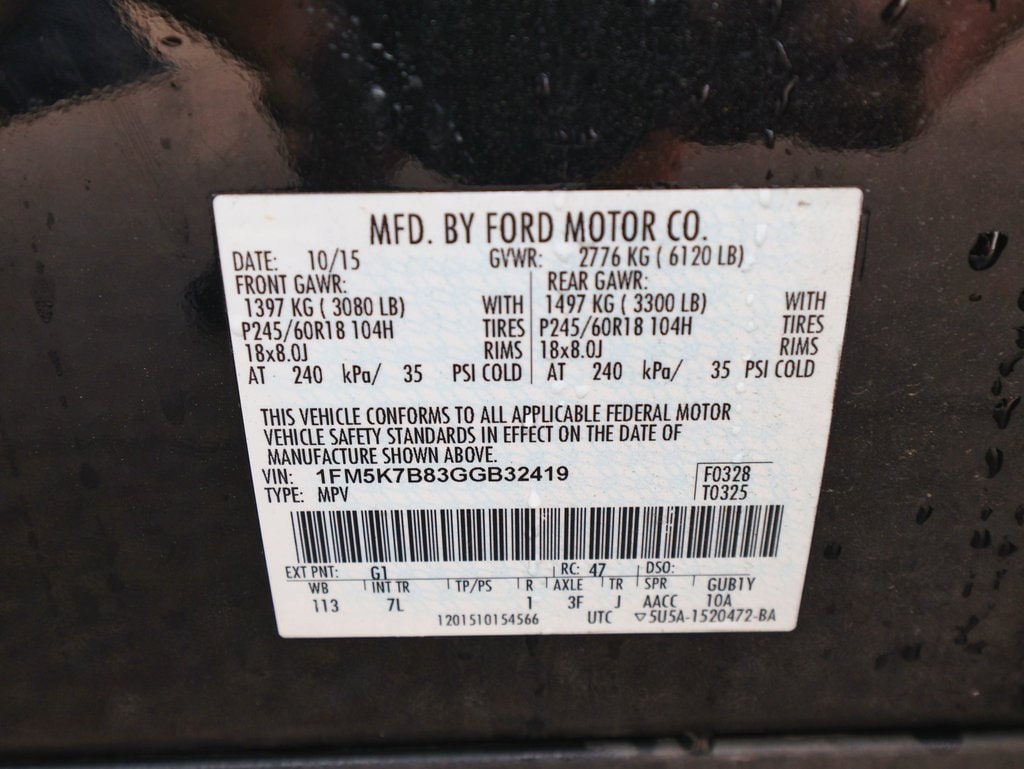 MFD. BY FORD MOTOR CO.
DATE: 10/15 GVWR: 2776 KG ( 6120 LB)
FRONT GAWR: REAR GAWR:
1397 KG ( 3080 LB) WITH 1497 KG ( 3300 LB) WITH
P245/60R18 104H TIRES P245/60R18 104H TIRES
18x8.0J RIMS 18x8.0J RIMS
AT 240 kPa/ 35 PSI COLD AT 240 kPa/ 35 PSI COLD
THIS VEHICLE CONFORMS TO ALL APPLICABLE FEDERAL MOTOR
VEHICLE SAFETY STANDARDS IN EFFECT ON THE DATE OF
MANUFACTURE SHOWN ABOVE.
VIN: 1FM5K7B83GGB32419 F0328
TYPE: MPV T0325
EXT PNT: G1 RC: 47 DSO:
WB INT TR TP/PS R AXLE TR SPR GUB1Y
113 7L 1 3F J AACC 10A
1201510154566 UTC ▽5U5A-1520472-BA